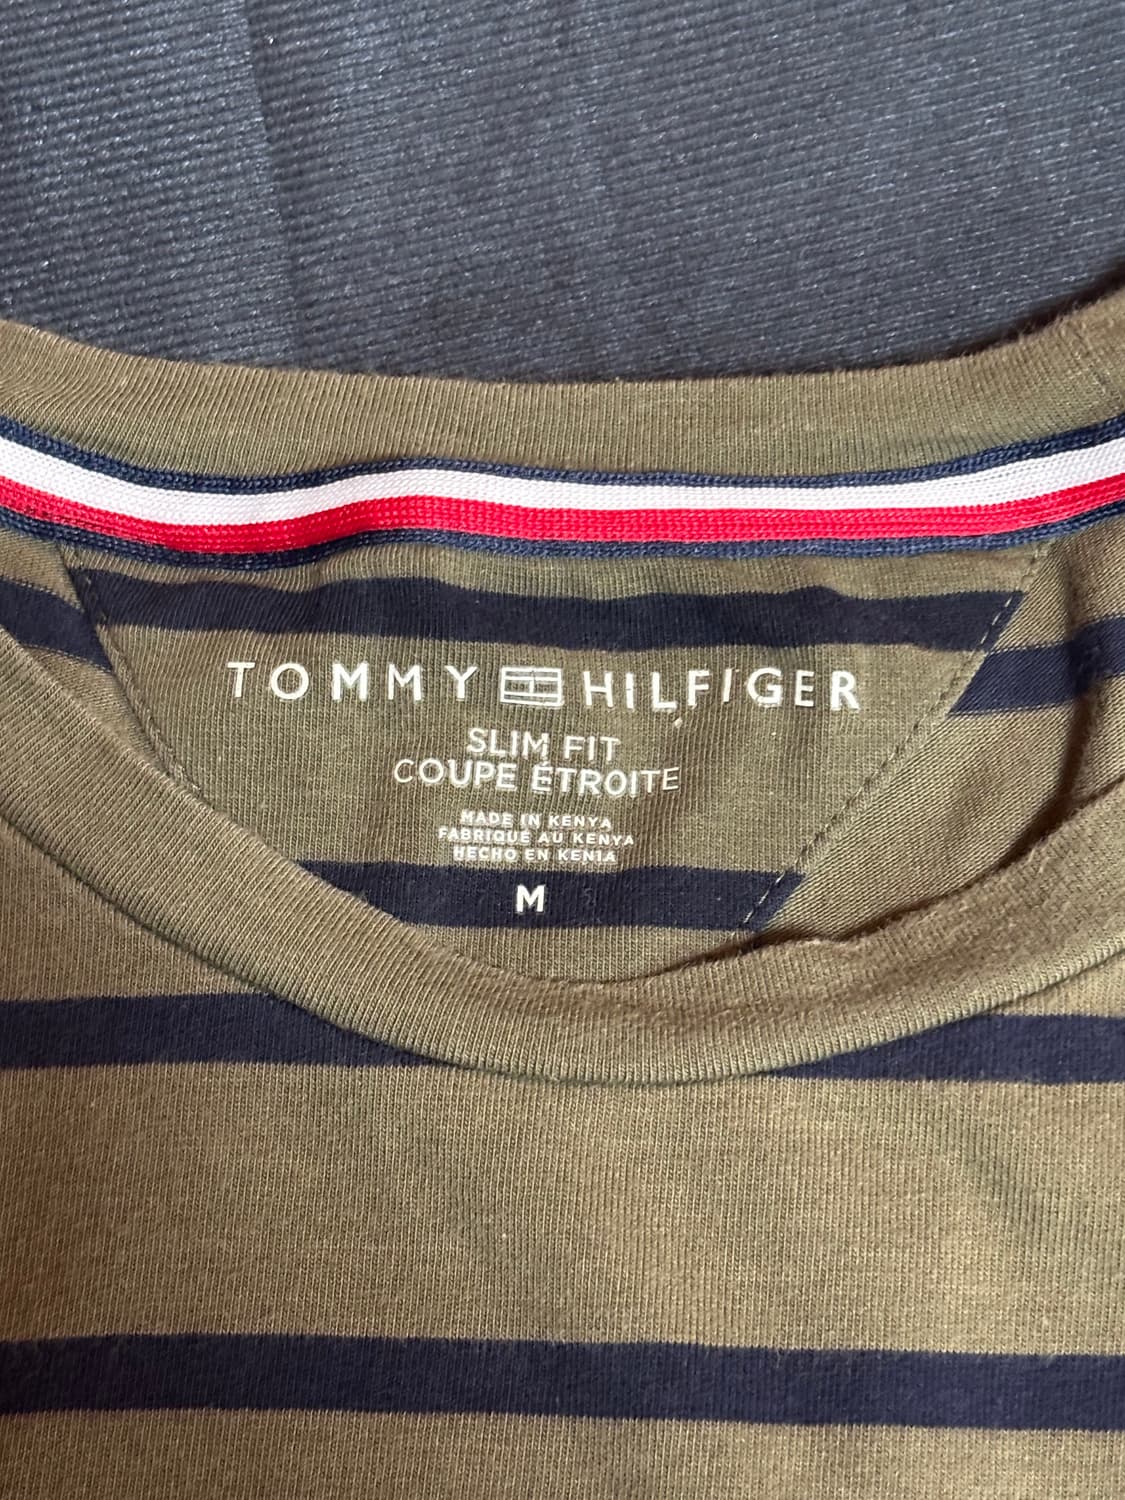 TOMMY HILFIGER
SLIM FIT
COUPE ÉTROITE
MADE IN KENYA
FABRIQUÉ AU KENYA
HECHO EN KENIA
M